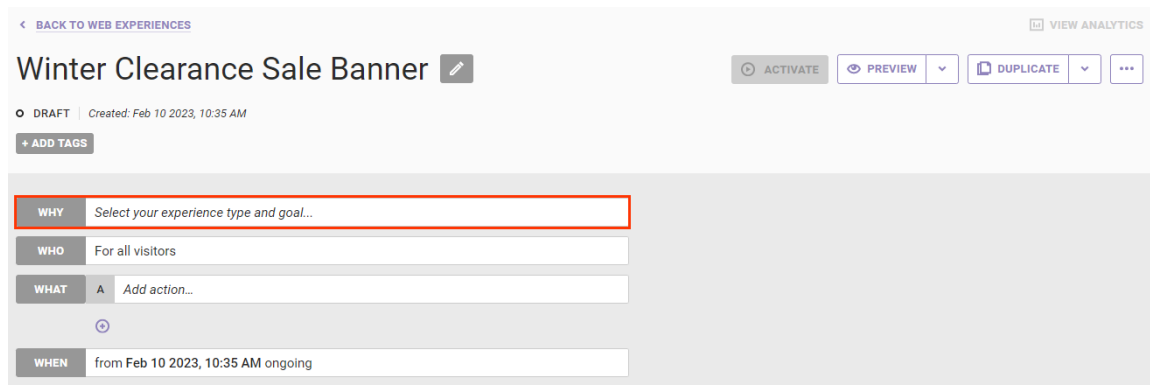 BACK TO WEB EXPERIENCES
VIEW ANALYTICS
Winter Clearance Sale Banner
ACTIVATE
PREVIEW
DUPLICATE
DRAFT
Created: Feb 10 2023, 10:35 AM
+ ADD TAGS
WHY Select your experience type and goal...
WHO For all visitors
WHAT A Add action...
WHEN from Feb 10 2023, 10:35 AM ongoing